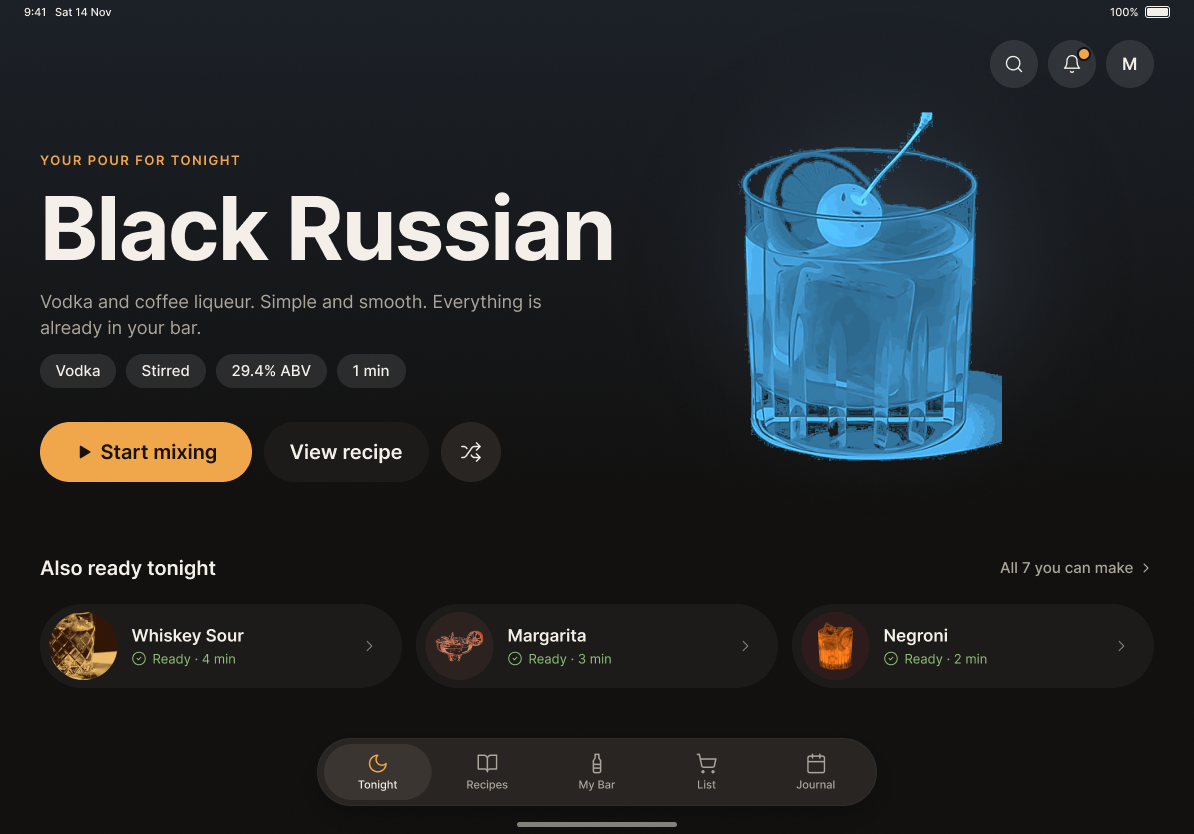 9:41 Sat 14 Nov
100%
M
YOUR POUR FOR TONIGHT
Black Russian
Vodka and coffee liqueur. Simple and smooth. Everything is
already in your bar.
Vodka
Stirred
29.4% ABV
1 min
Start mixing
View recipe
Also ready tonight
All 7 you can make
Whiskey Sour
Ready · 4 min
Margarita
Ready · 3 min
Negroni
Ready · 2 min
Tonight
Recipes
My Bar
List
Journal